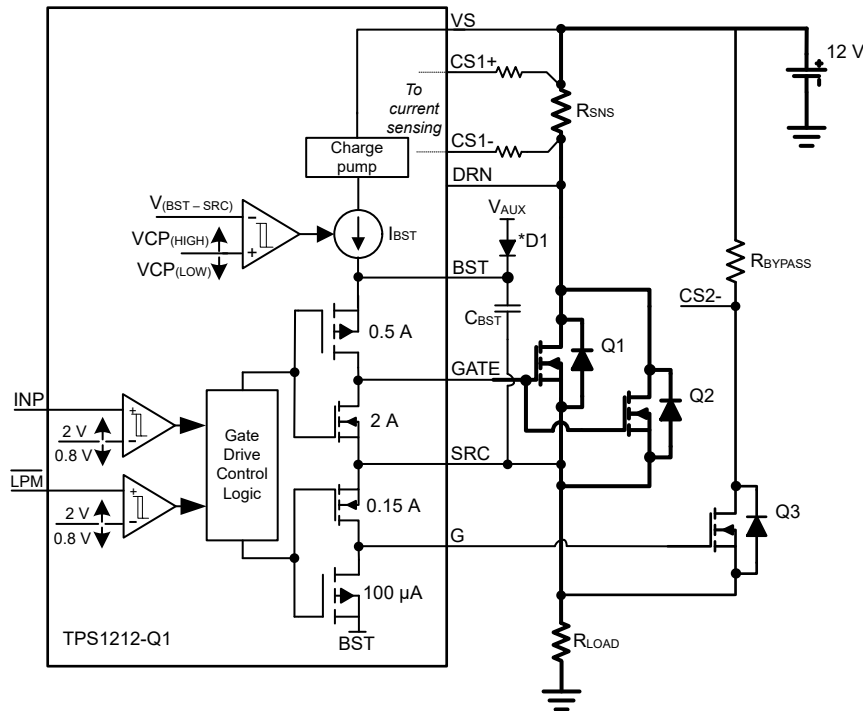 VS
CS1+
12 V
To
current
sensing
RSNS
CS1-
Charge
pump
DRN
V(BST – SRC)
VAUX
VCP(HIGH)
IBST
*D1
VCP(LOW)
BST
RBYPASS
CBST
CS2-
0.5 A
Q1
GATE
INP
Q2
2 V
0.8 V
2 A
Gate
Drive
Control
Logic
SRC
LPM
0.15 A
2 V
0.8 V
Q3
G
100 µA
TPS1212-Q1
BST
RLOAD